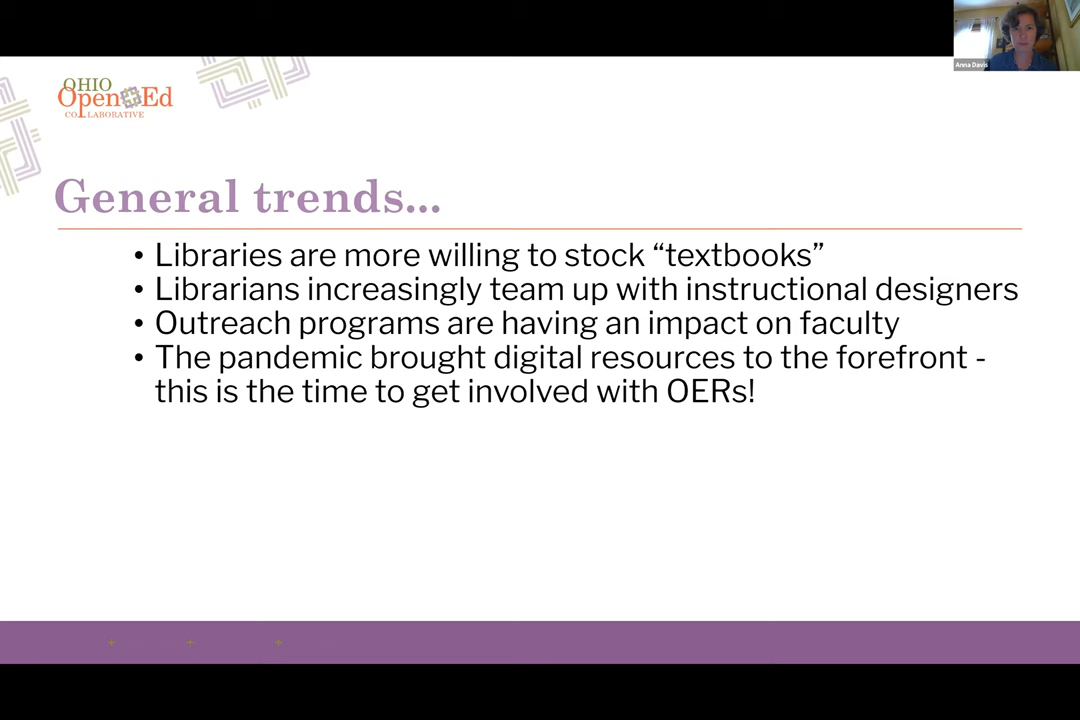 Anna Davis
OHIO
Open Ed
COLLABORATIVE
General trends...
• Libraries are more willing to stock “textbooks”
• Librarians increasingly team up with instructional designers
• Outreach programs are having an impact on faculty
• The pandemic brought digital resources to the forefront -
this is the time to get involved with OERs!